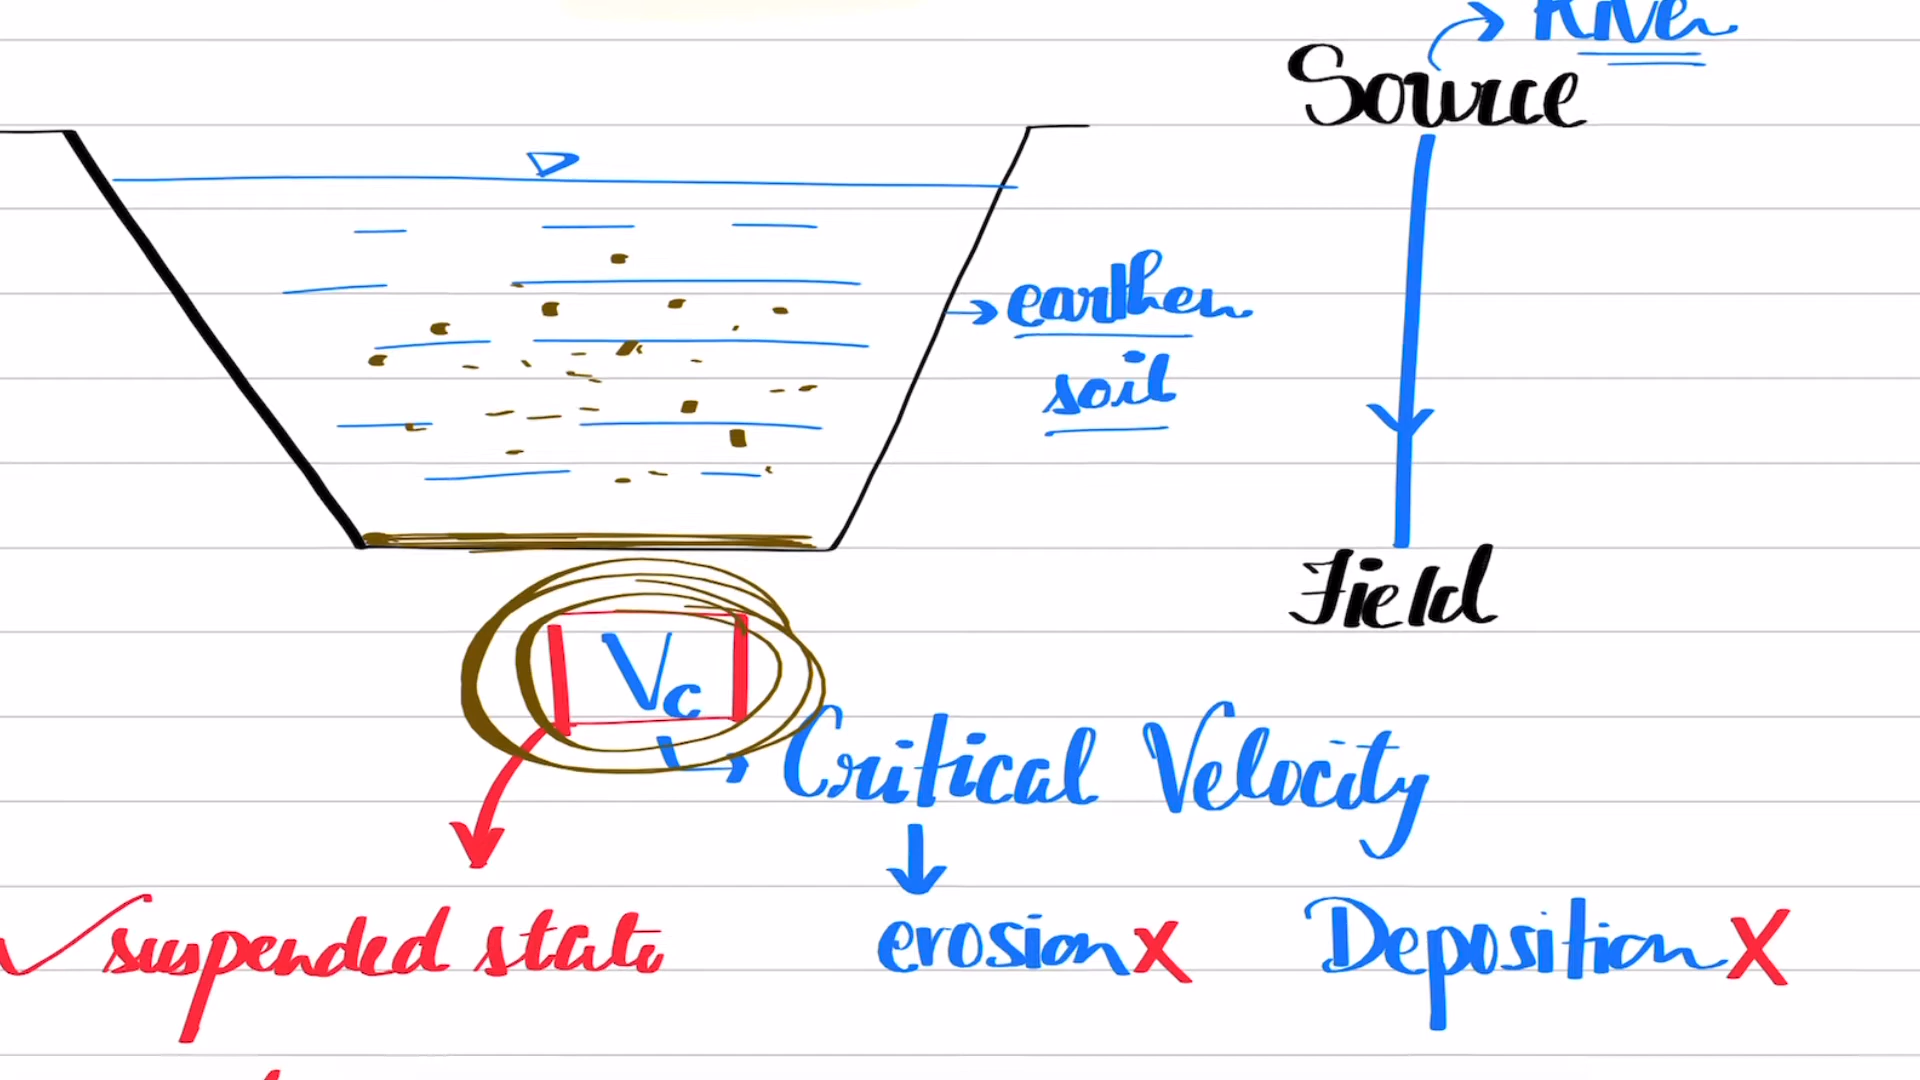 River
Source
earthen
soil
Field
Vc
Critical Velocity
suspended state
erosion X
Deposition X